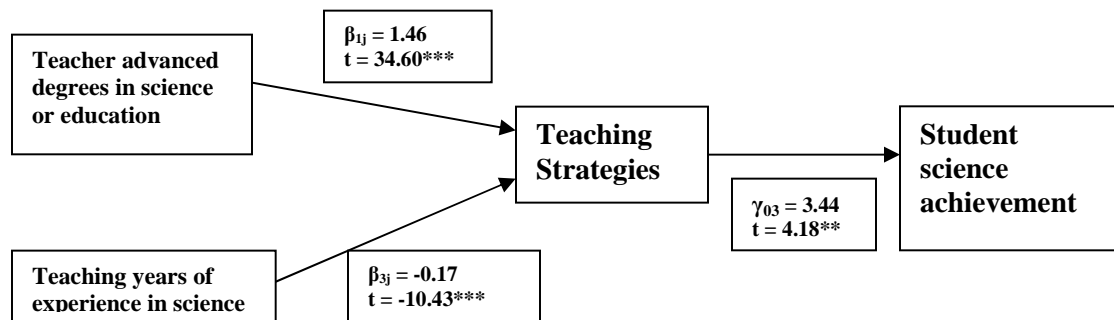 β1j = 1.46
t = 34.60***
Teacher advanced
degrees in science
or education
Teaching
Strategies
Student
science
achievement
γ03 = 3.44
t = 4.18**
Teaching years of
experience in science
β3j = -0.17
t = -10.43***